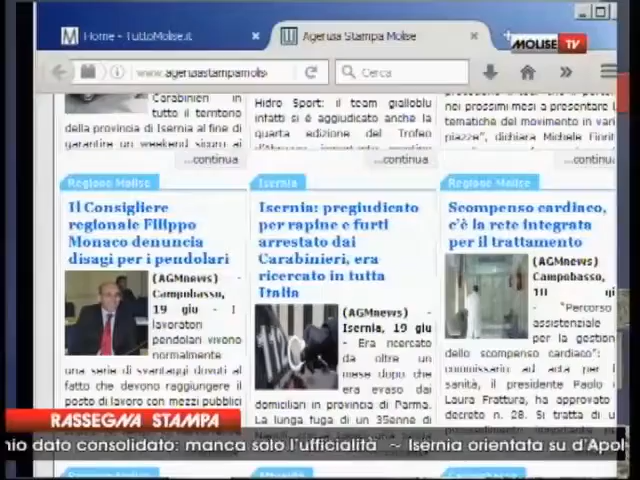 Home - TuttoMolise.it
Agenzia Stampa Molise
MOLISE TV
www.agenziastampamolis
Cerca
Carabinieri in
tutto il territorio
della provincia di Isernia al fine di
garantire un weekend sicuro ai
...continua
Hidro Sport: il team gialloblu
infatti si è aggiudicato anche la
quarta edizione del Trofeo
...continua
nei prossimi mesi a presentare l
tematiche del movimento in vari
piazze", dichiara Michele
...continua
Regione Molise
Il Consigliere
regionale Filippo
Monaco denuncia
disagi per i pendolari
(AGMnews) -
Campobasso,
19 giu - I
lavoratori
pendolari vivono
normalmente
una serie di svantaggi dovuti al
fatto che devono raggiungere il
posto di lavoro con mezzi pubblici
Isernia
Isernia: pregiudicato
per rapine e furti
arrestato dai
Carabinieri, era
ricercato in tutta
Italia
(AGMnews) -
Isernia, 19 giu
- Era ricercato
da oltre un
mese dopo che
era evaso dai
domiciliari in provincia di Parma.
La lunga fuga di un 35enne di
Regione Molise
Scompenso cardiaco,
c'è la rete integrata
per il trattamento
(AGMnews) -
Campobasso,
- "Percorso
assistenziale
per la gestione
dello scompenso cardiaco":
commissario ad acta per
sanità, il presidente Paolo
Laura Frattura, ha approvato
decreto n. 28. Si tratta di u
RASSEGNA STAMPA
nio dato consolidato: manca solo l'ufficialità ~ Isernia orientata su d'Apol